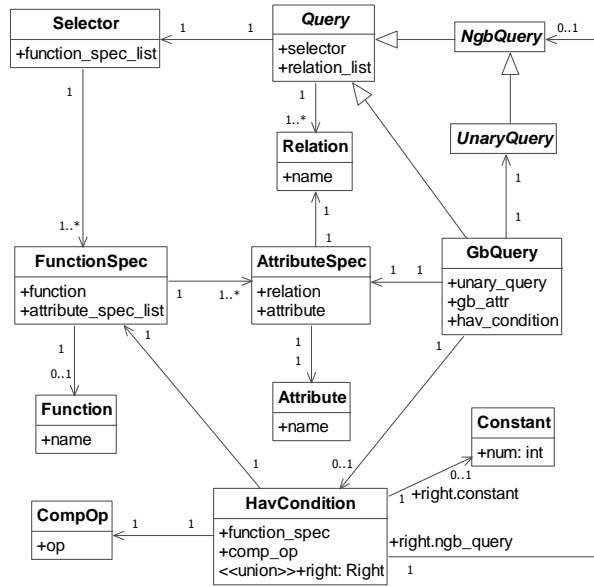 Selector
+function_spec_list
1
1
Query
+selector
+relation_list
NgbQuery
0..1
1
1
1..*
UnaryQuery
Relation
+name
1
1..*
1
1
1
FunctionSpec
+function
+attribute_spec_list
1
1..*
AttributeSpec
+relation
+attribute
1
1
GbQuery
+unary_query
+gb_attr
+hav_condition
1
1
1
1
1
0..1
1
Function
+name
Attribute
+name
Constant
+num: int
1
0..1
0..1
1
+right.constant
HavCondition
+function_spec
+comp_op
<<union>>+right: Right
CompOp
+op
1
1
+right.ngb_query
1